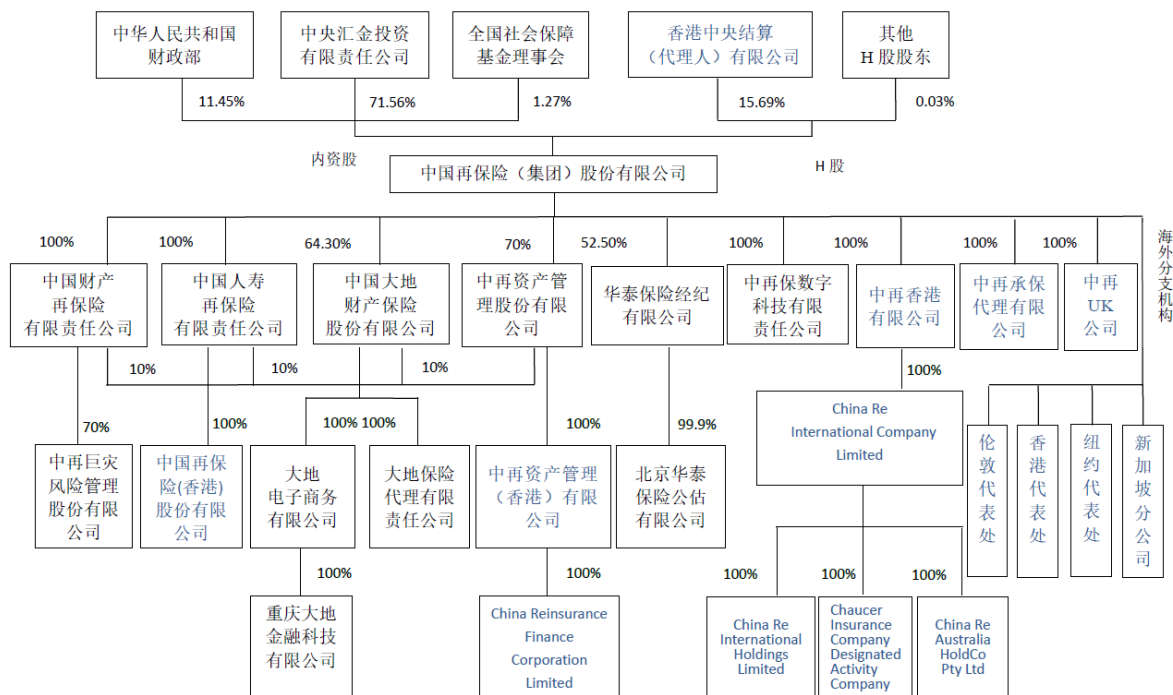 中华人民共和国
财政部
中央汇金投资
有限责任公司
全国社会保障
基金理事会
香港中央结算
（代理人）有限公司
其他
H 股股东
11.45%
71.56%
1.27%
15.69%
0.03%
内资股
H 股
中国再保险（集团）股份有限公司
100%
100%
64.30%
70%
52.50%
100%
100%
100%
100%
海外分支机构
中国财产
再保险
有限责任公司
中国人寿
再保险
有限责任公司
中国大地
财产保险
股份有限公司
中再资产管
理股份有限
公司
华泰保险经纪
有限公司
中再保数字
科技有限
责任公司
中再香港
有限公司
中再承保
代理有限公
司
中再
UK
公司
10%
10%
10%
100%
70%
100%
100%
100%
100%
99.9%
中再巨灾
风险管理
股份有限公
司
中国再保
险(香港)
股份有限
公司
大地
电子商务
有限公司
大地保险
代理有限
责任公司
中再资产管理
（香港）有限
公司
北京华泰
保险公估
有限公司
China Re
International Company
Limited
伦敦代表处
香港代表处
纽约代表处
新加坡分公司
100%
100%
100%
100%
100%
重庆大地
金融科技
有限公司
China Reinsurance
Finance
Corporation
Limited
China Re
International
Holdings
Limited
Chaucer
Insurance
Company
Designated
Activity
Company
China Re
Australia
HoldCo
Pty Ltd